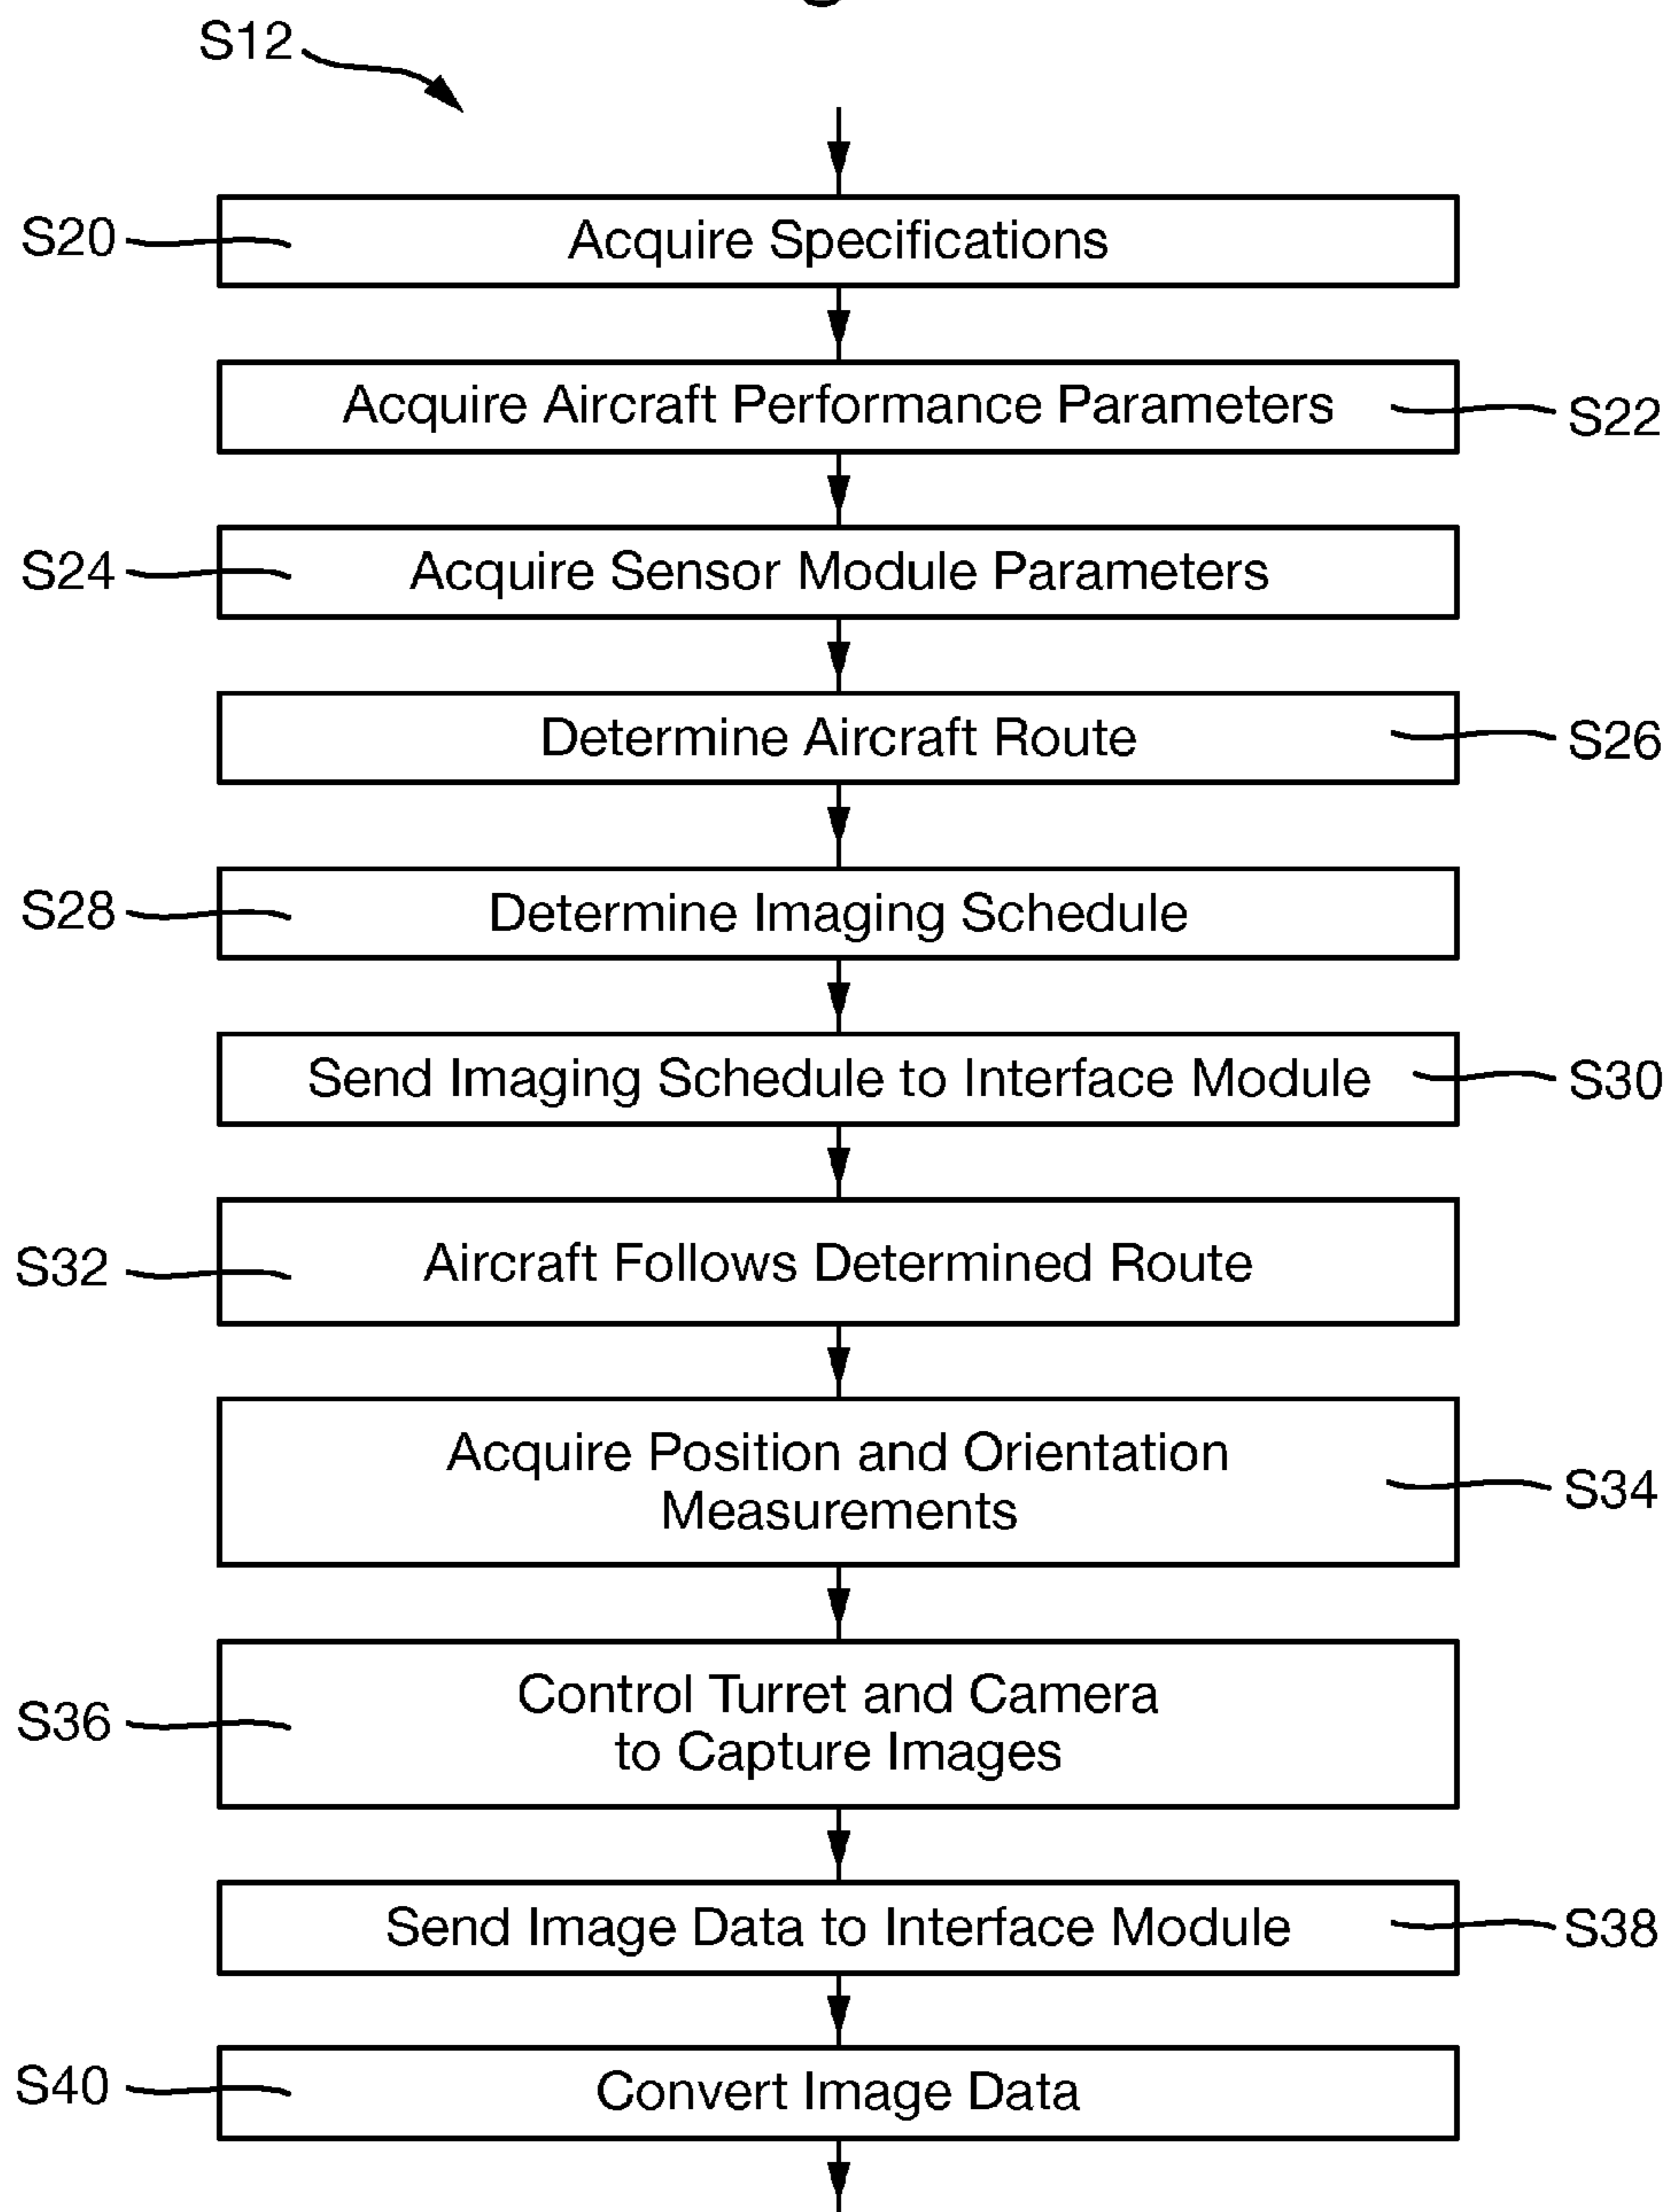 S12
S20
Acquire Specifications
Acquire Aircraft Performance Parameters
S22
S24
Acquire Sensor Module Parameters
Determine Aircraft Route
S26
S28
Determine Imaging Schedule
Send Imaging Schedule to Interface Module
S30
S32
Aircraft Follows Determined Route
Acquire Position and Orientation
Measurements
S34
S36
Control Turret and Camera
to Capture Images
Send Image Data to Interface Module
S38
S40
Convert Image Data